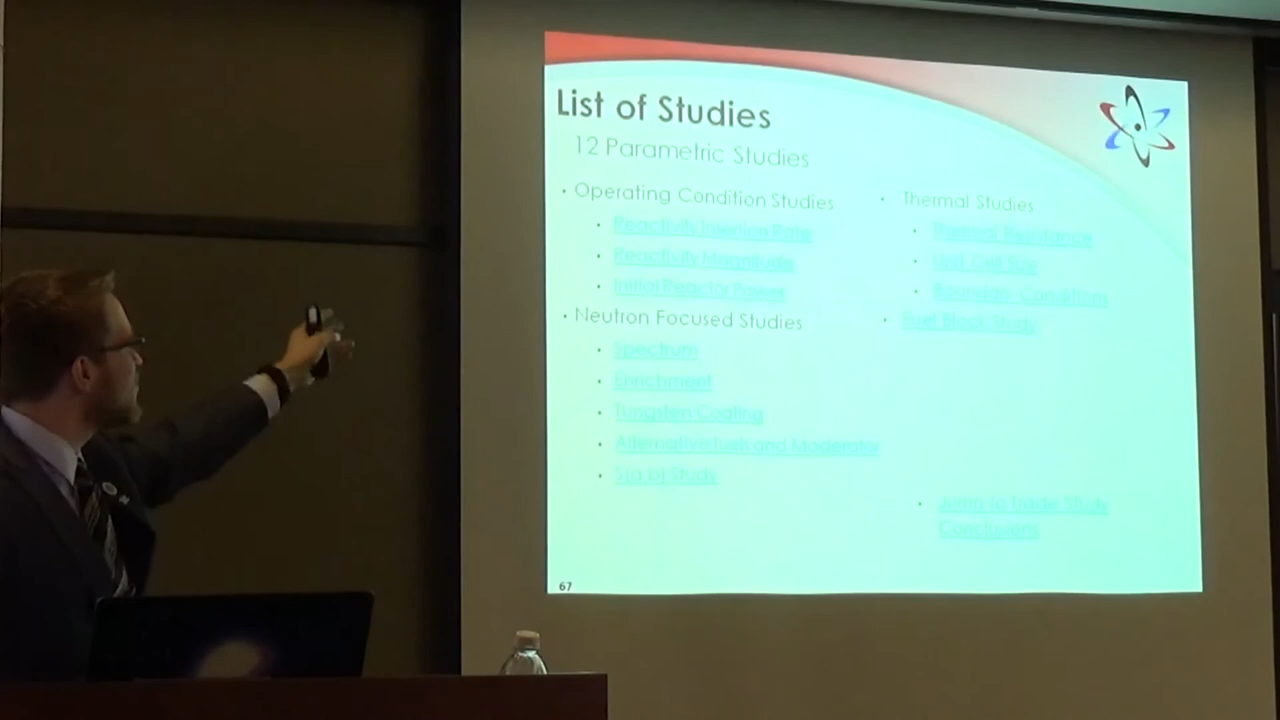 List of Studies
12 Parametric Studies
· Operating Condition Studies
· Reactivity Insertion Rate
· Reactivity Magnitude
· Initial Reactor Power
· Neutron Focused Studies
· Spectrum
· Enrichment
· Tungsten Coating
· Alternative fuels and Moderator
· S(α,β) Study
· Thermal Studies
· Thermal Resistance
· Unit Cell Size
· Boundary Conditions
· Fuel Block Study
· Jump to Trade Study
Conclusions
67